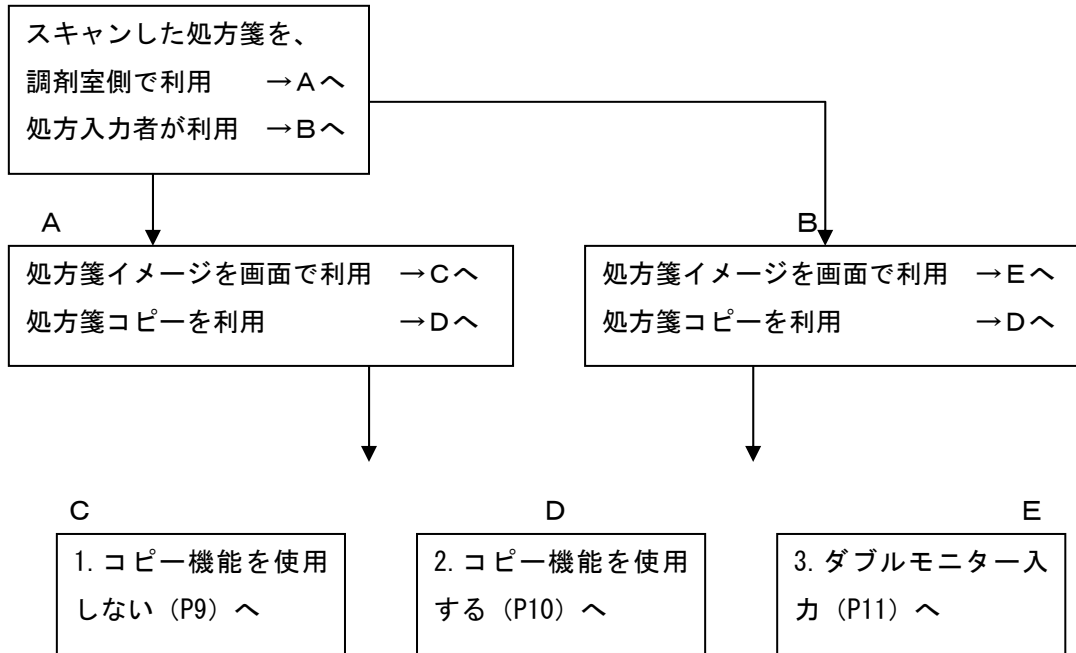 スキャンした処方箋を、
調剤室側で利用　　→Ａへ
処方入力者が利用　→Ｂへ
Ａ
Ｂ
処方箋イメージを画面で利用　→Ｃへ
処方箋コピーを利用　　　　　→Ｄへ
処方箋イメージを画面で利用　→Ｅへ
処方箋コピーを利用　　　　　→Ｄへ
Ｃ
Ｄ
Ｅ
1. コピー機能を使用
しない（P9）へ
2. コピー機能を使用
する（P10）へ
3. ダブルモニター入
力（P11）へ